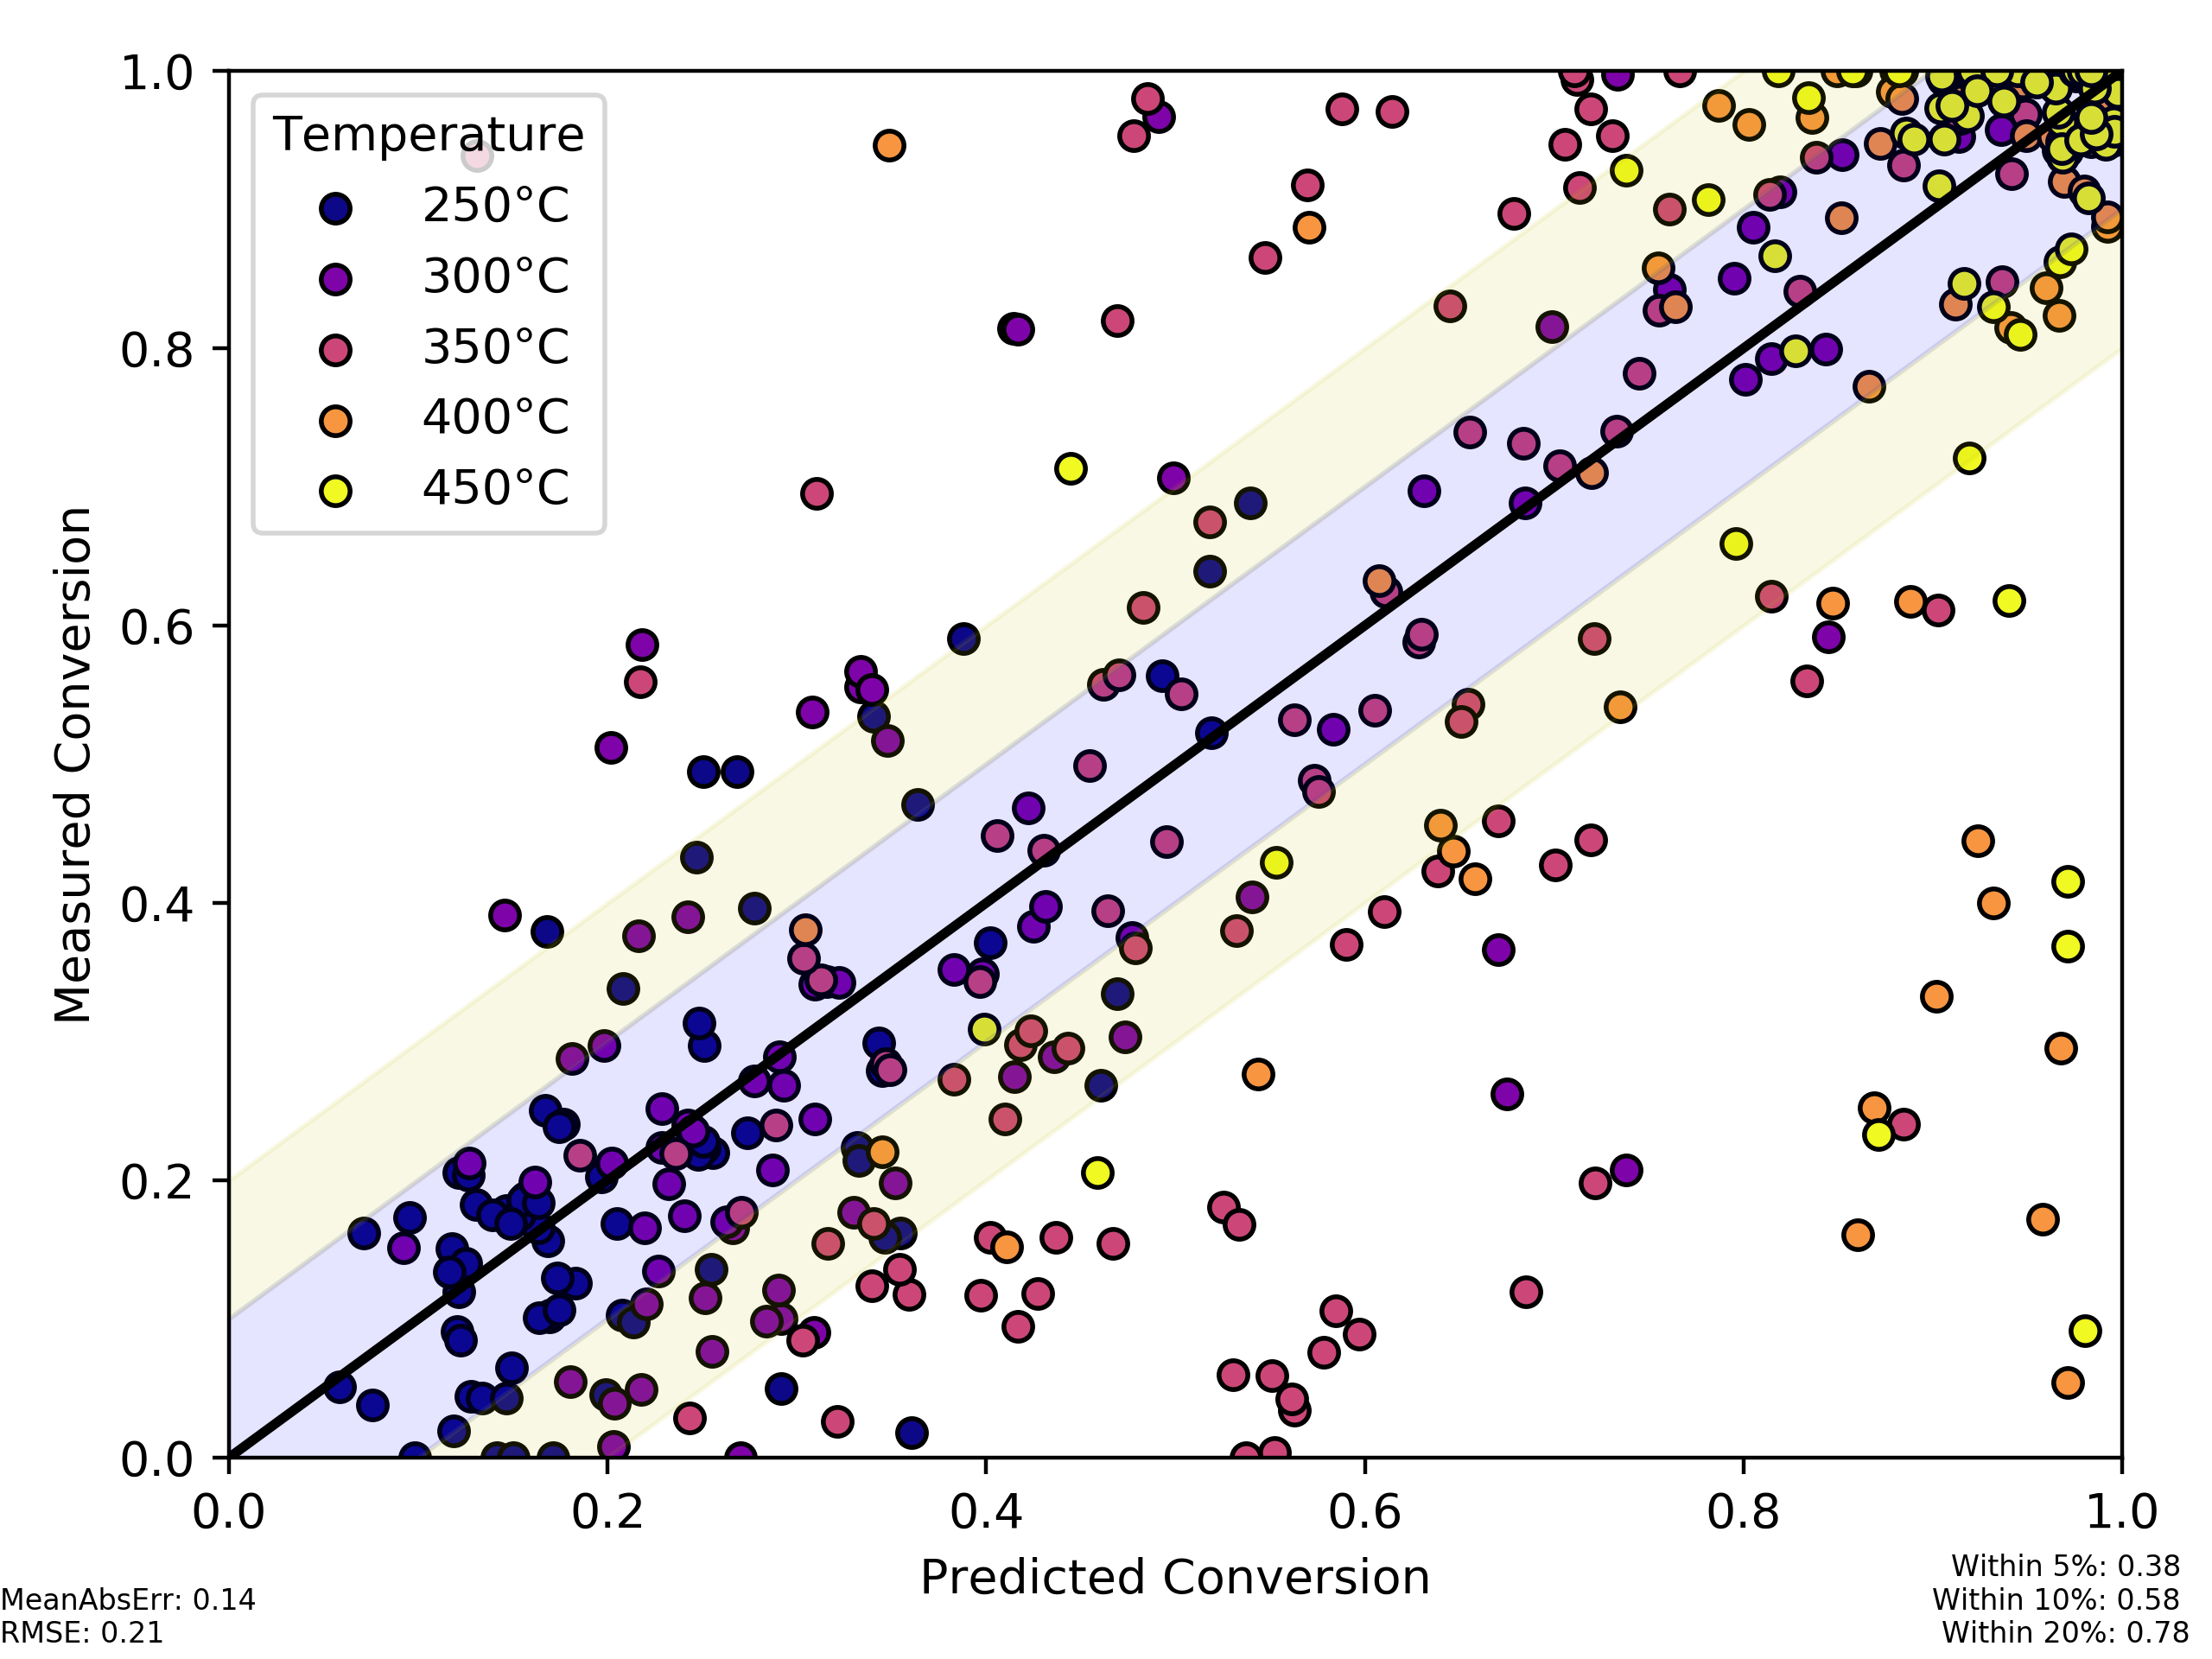 1.0
0.8
0.6
0.4
0.2
0.0
Measured Conversion
Temperature
250°C
300°C
350°C
400°C
450°C
0.0 0.2 0.4 0.6 0.8 1.0
Predicted Conversion
MeanAbsErr: 0.14
RMSE: 0.21
Within 5%: 0.38
Within 10%: 0.58
Within 20%: 0.78